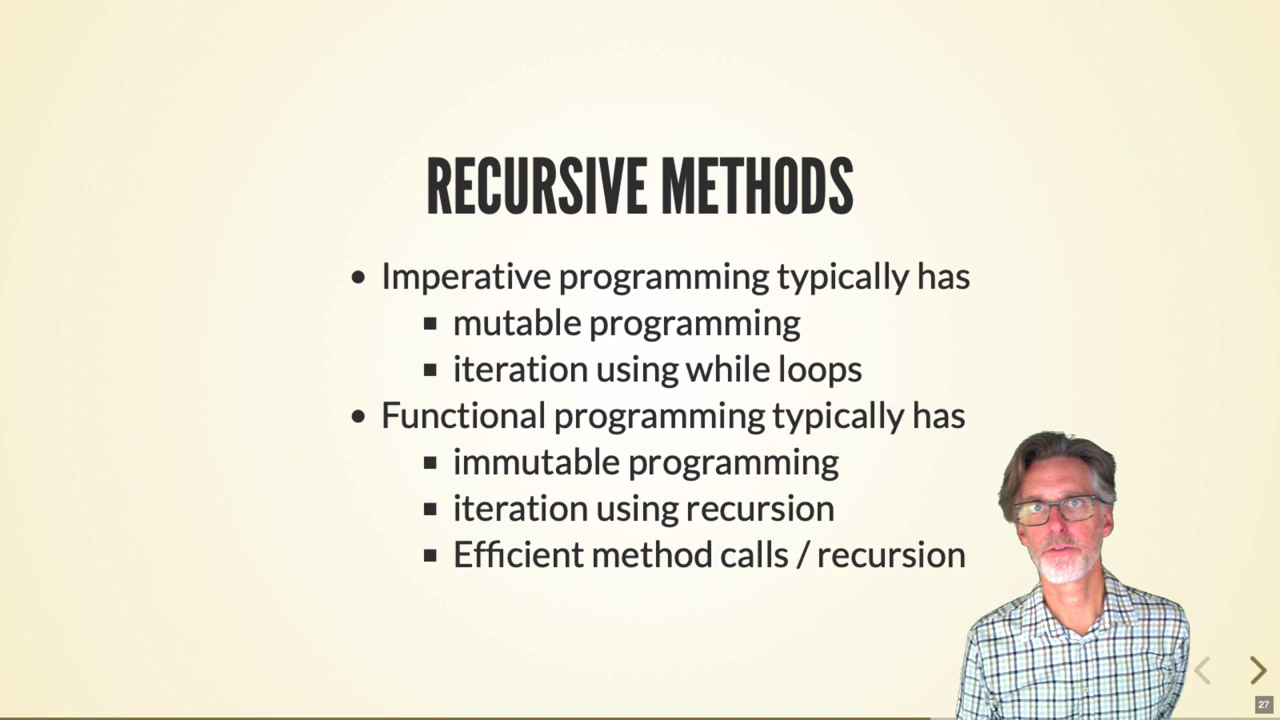 RECURSIVE METHODS
• Imperative programming typically has
▪ mutable programming
▪ iteration using while loops
• Functional programming typically has
▪ immutable programming
▪ iteration using recursion
▪ Efficient method calls / recursion
27